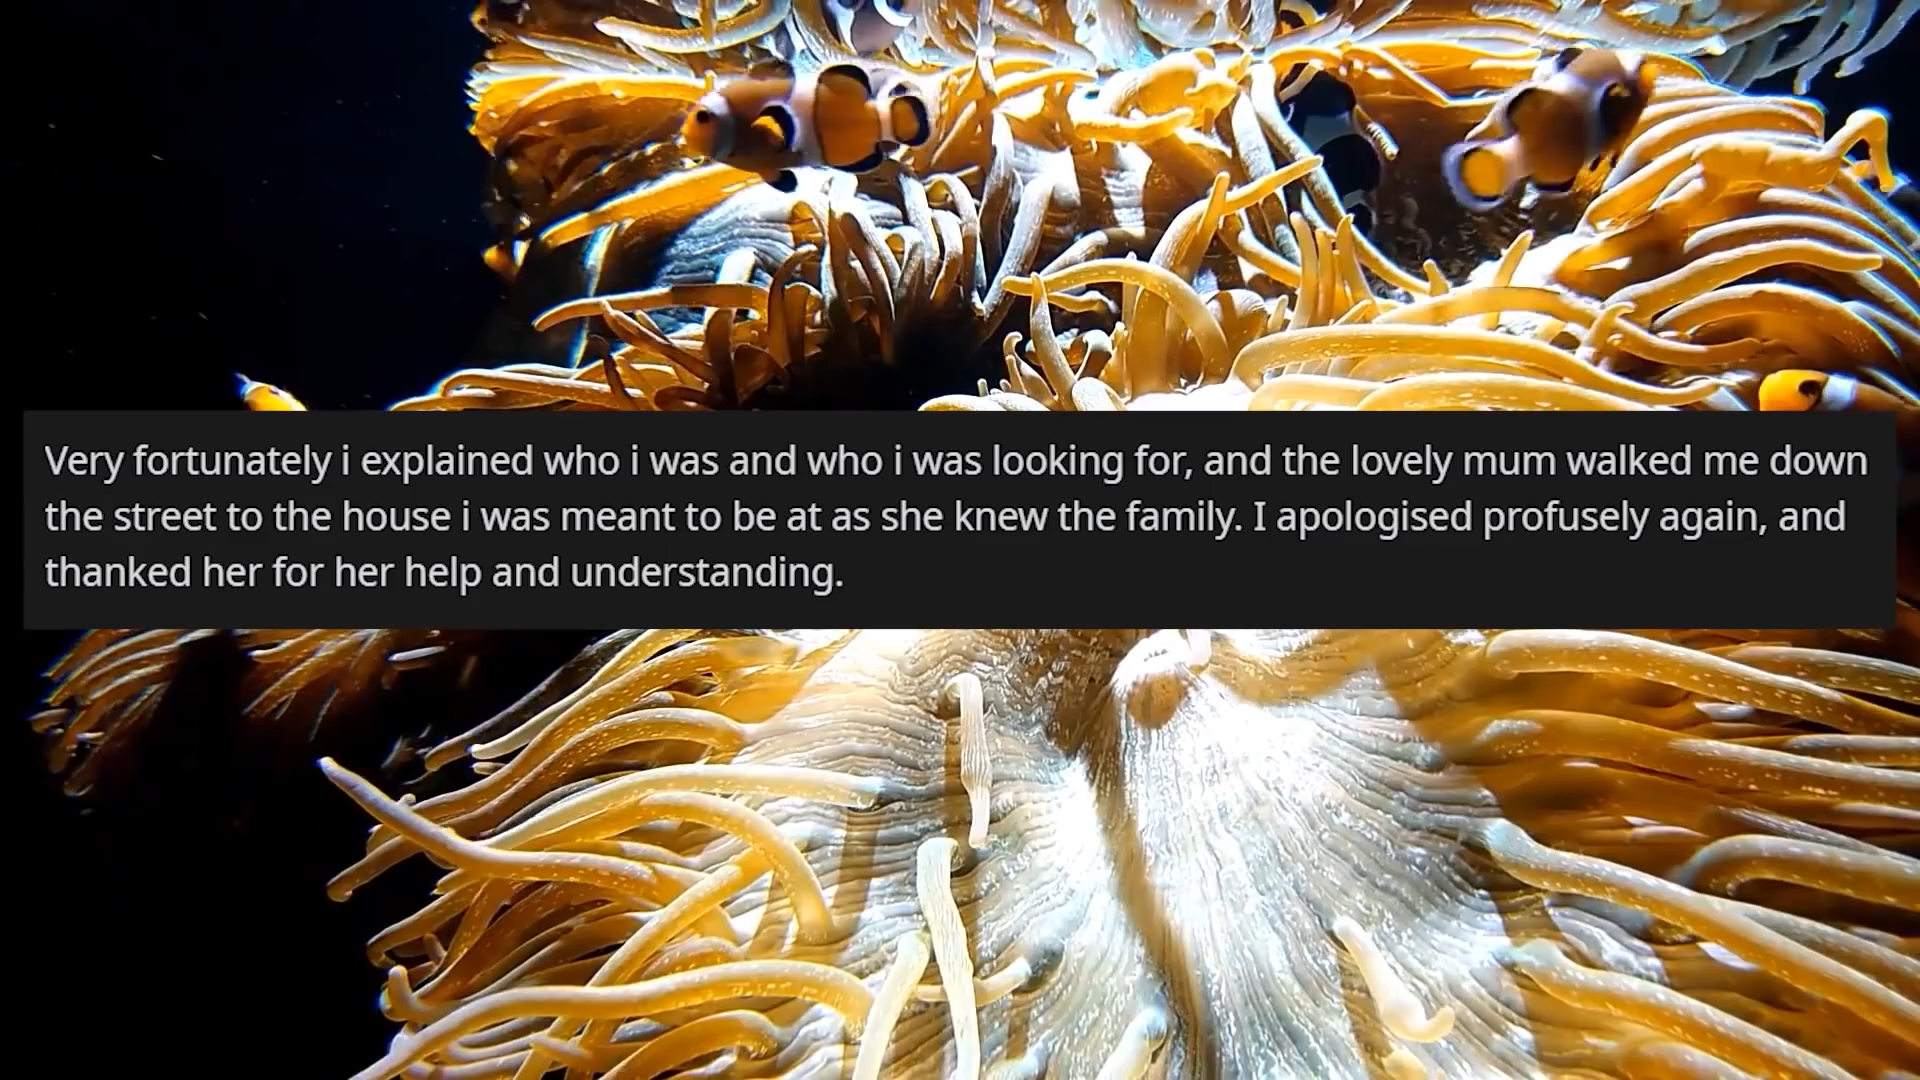 Very fortunately i explained who i was and who i was looking for, and the lovely mum walked me down
the street to the house i was meant to be at as she knew the family. I apologised profusely again, and
thanked her for her help and understanding.